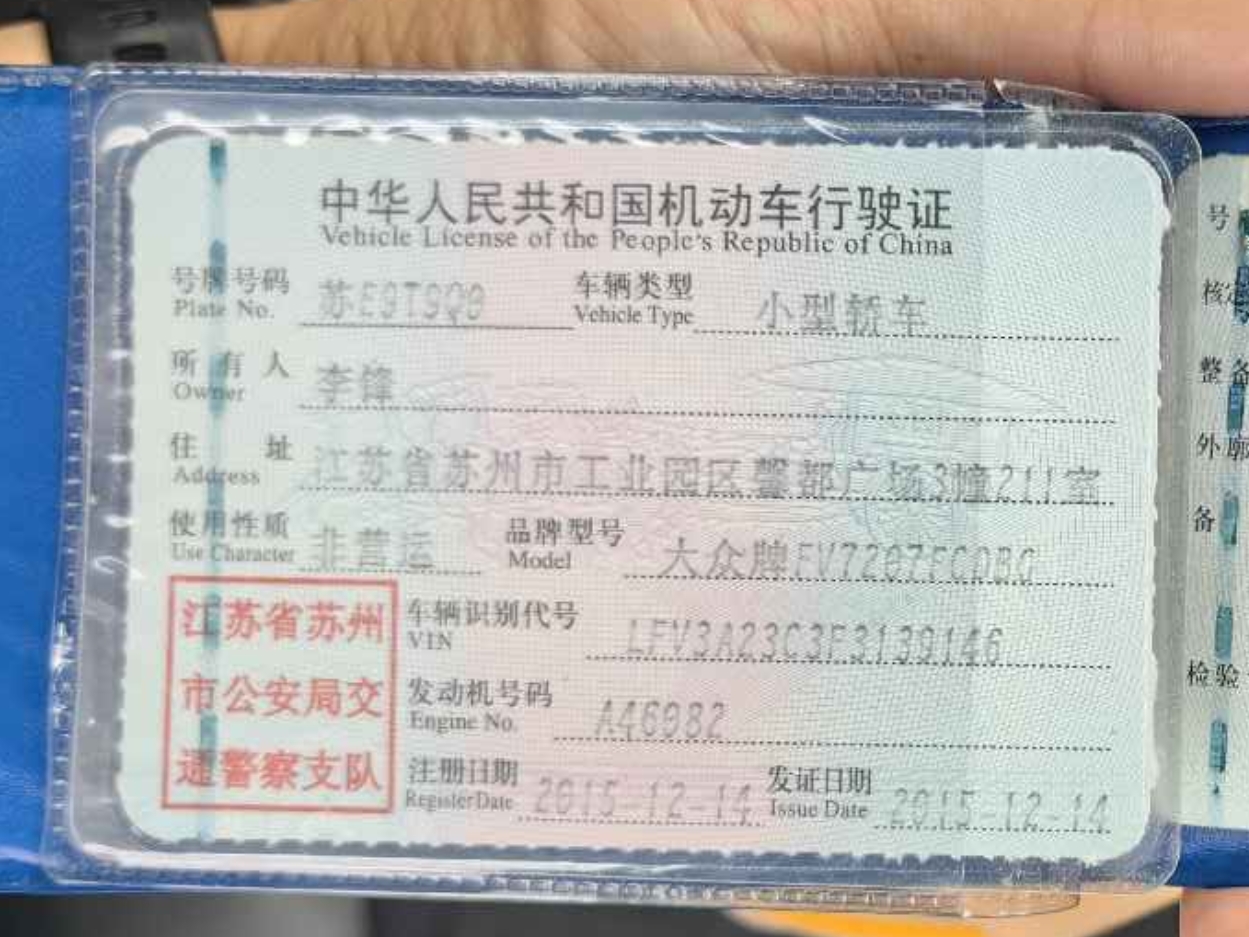 中华人民共和国机动车行驶证
Vehicle License of the People's Republic of China
号牌号码 苏E9T9Q9 车辆类型 小型轿车
Plate No. Vehicle Type
所有人 李锋
Owner
住址 江苏省苏州市工业园区馨都广场3幢211室
Address
使用性质 非营运 品牌型号 大众牌FV7207FCDBG
Use Character Model
江苏省苏州
市公安局交
通警察支队
车辆识别代号 LFV3A23C3F3139146
VIN
发动机号码 A46982
Engine No.
注册日期 2015-12-14 发证日期 2015-12-14
Register Date Issue Date
号
核定
整备
外廓
备
检验